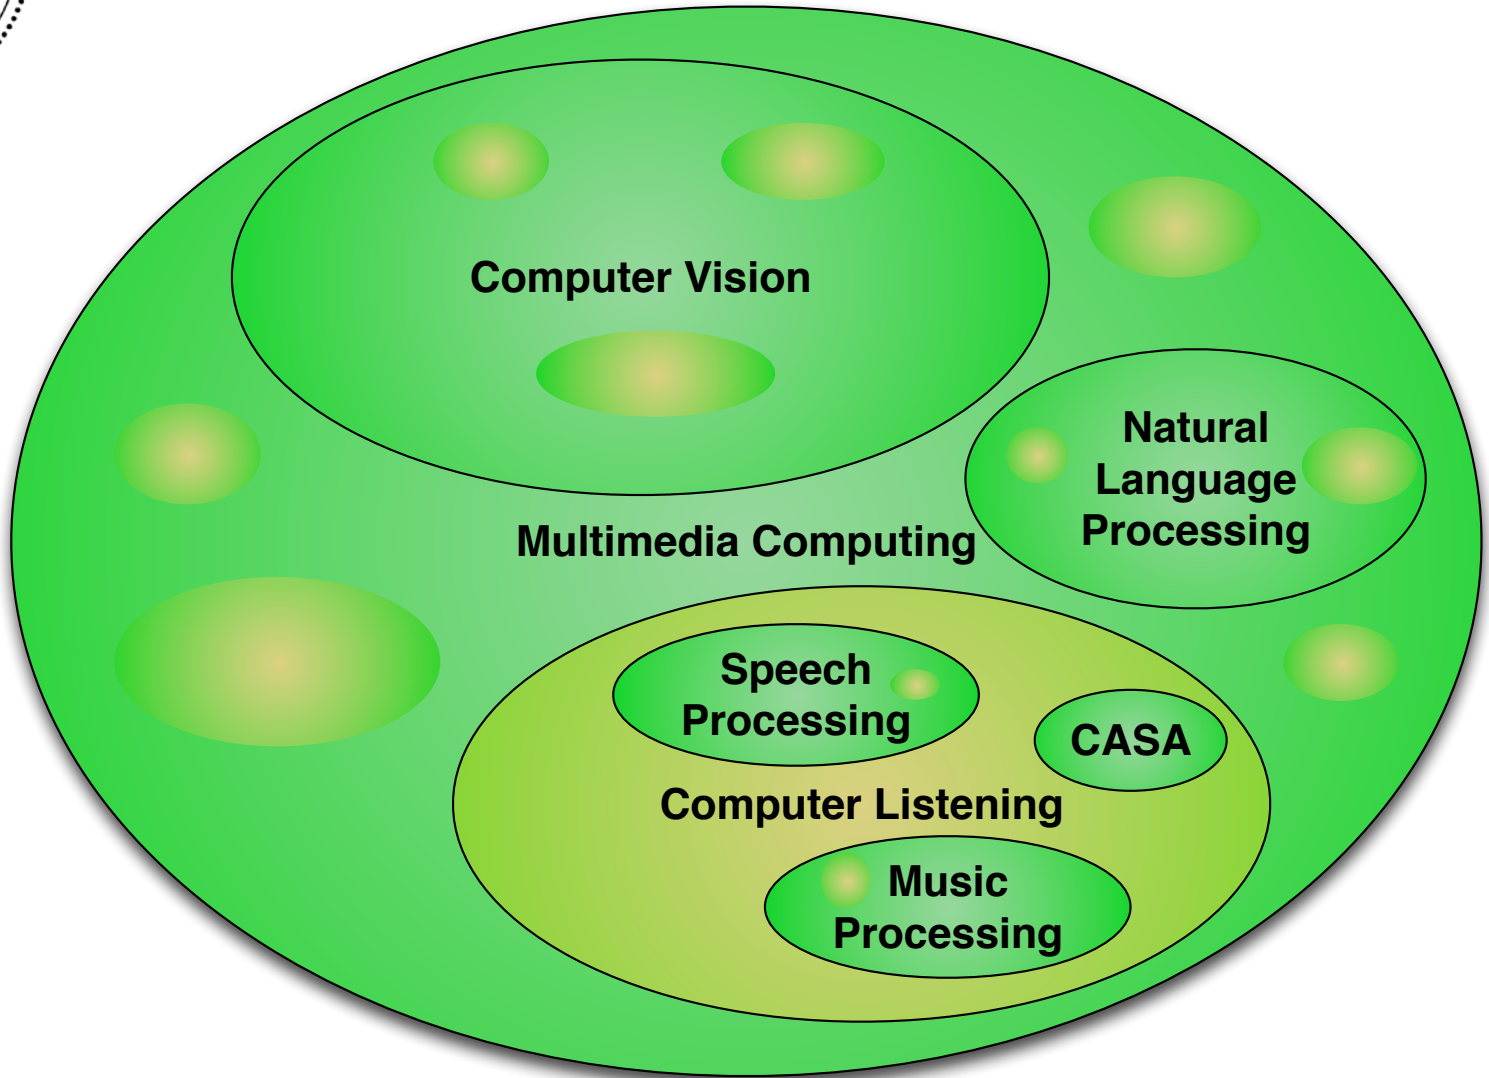 Computer Vision
Natural
Language
Processing
Multimedia Computing
Speech
Processing
CASA
Computer Listening
Music
Processing